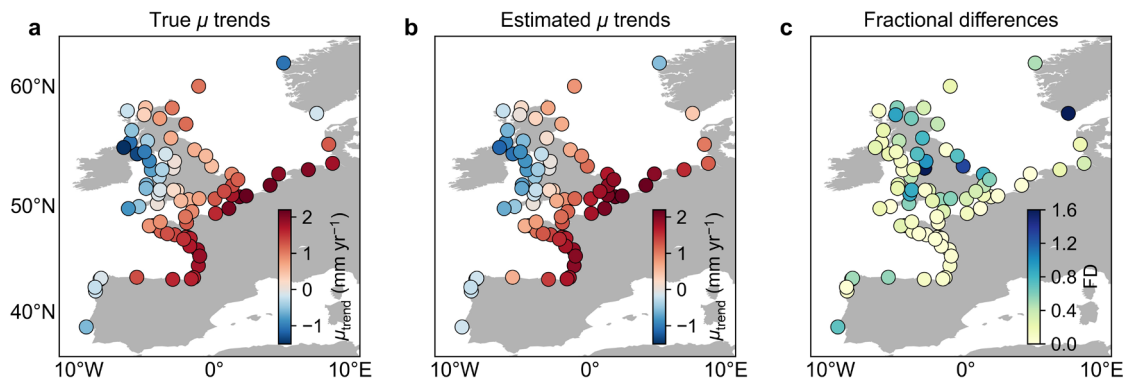 a True μ trends
b Estimated μ trends
c Fractional differences
60°N
50°N
40°N
2
1
0
−1
μtrend (mm yr−1)
2
1
0
−1
μtrend (mm yr−1)
1.6
1.2
0.8
0.4
0.0
FD
10°W 0° 10°E
10°W 0° 10°E
10°W 0° 10°E